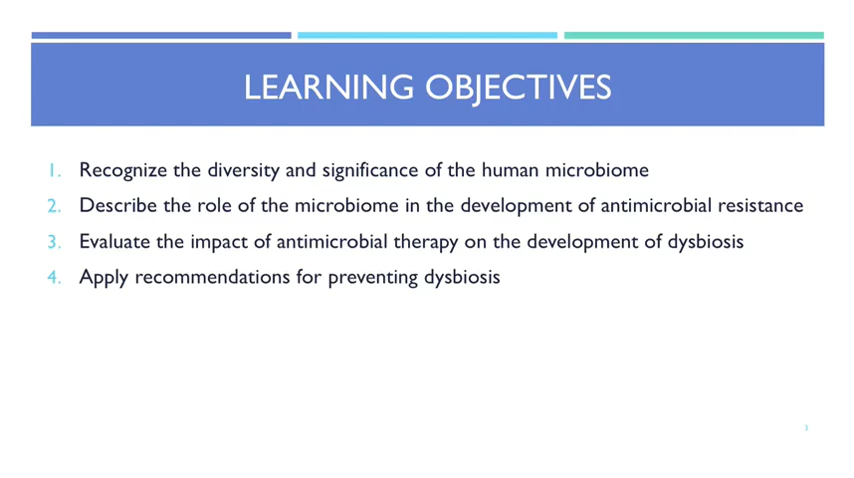 LEARNING OBJECTIVES
1. Recognize the diversity and significance of the human microbiome
2. Describe the role of the microbiome in the development of antimicrobial resistance
3. Evaluate the impact of antimicrobial therapy on the development of dysbiosis
4. Apply recommendations for preventing dysbiosis
3